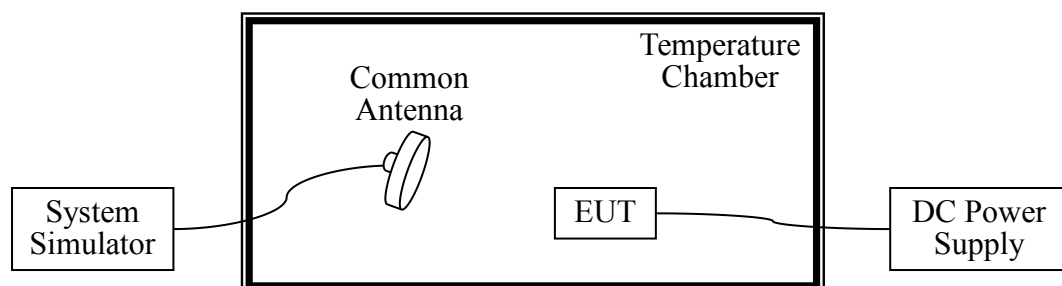 Temperature
Chamber
Common
Antenna
System
Simulator
EUT
DC Power
Supply